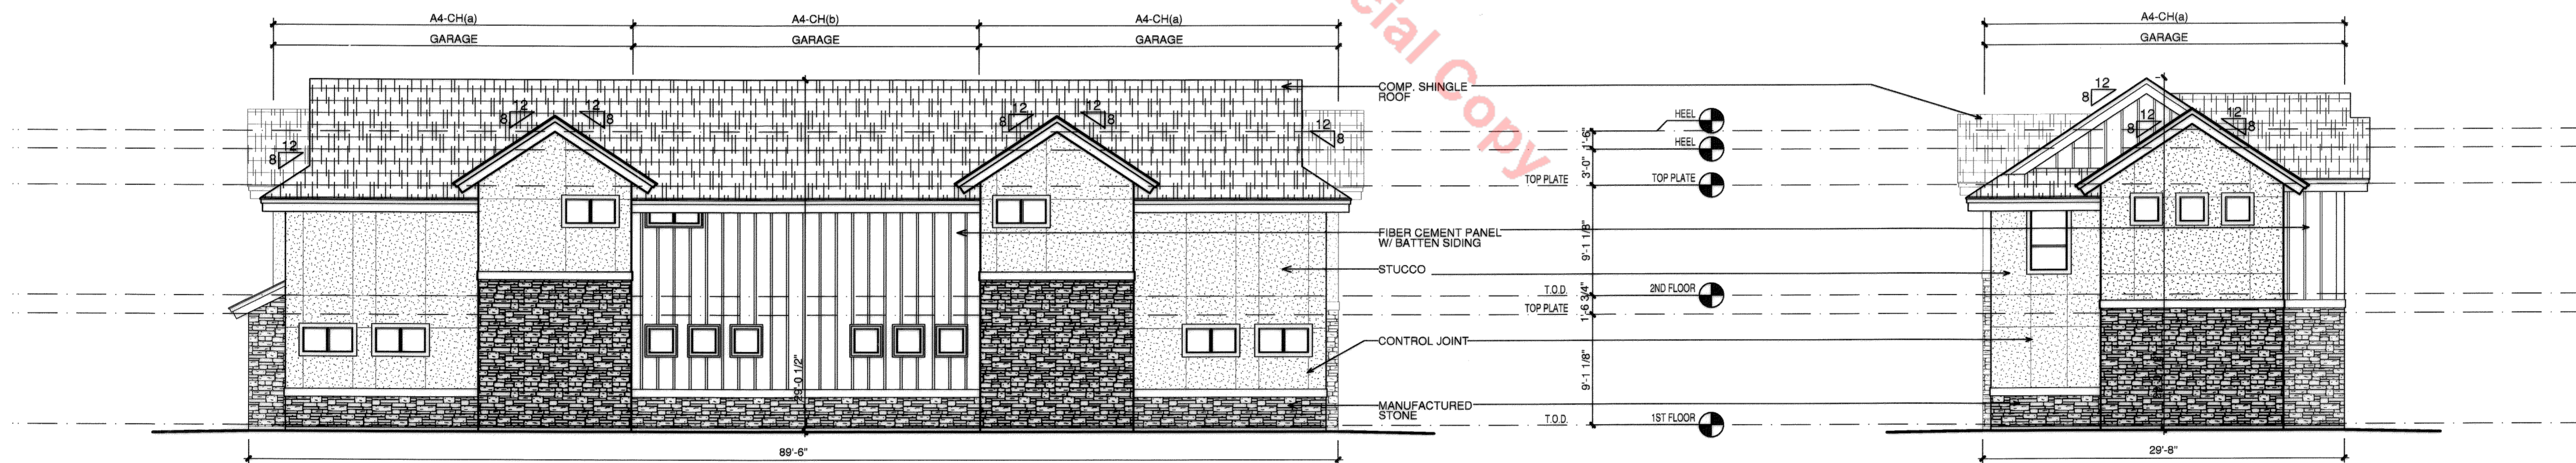 A4-CH(a)
A4-CH(b)
A4-CH(a)
GARAGE
GARAGE
GARAGE
12
8
12
8
12
8
12
8
12
8
12
8
29'-0 1/2"
89'-6"
cial Copy
COMP. SHINGLE
ROOF
FIBER CEMENT PANEL
W/ BATTEN SIDING
STUCCO
CONTROL JOINT
MANUFACTURED
STONE
HEEL
HEEL
TOP PLATE
TOP PLATE
T.O.D.
2ND FLOOR
TOP PLATE
T.O.D.
1ST FLOOR
1'-6"
3'-0"
9'-1 1/8"
1'-6 3/4"
9'-1 1/8"
A4-CH(a)
GARAGE
12
8
12
8
12
8
29'-8"